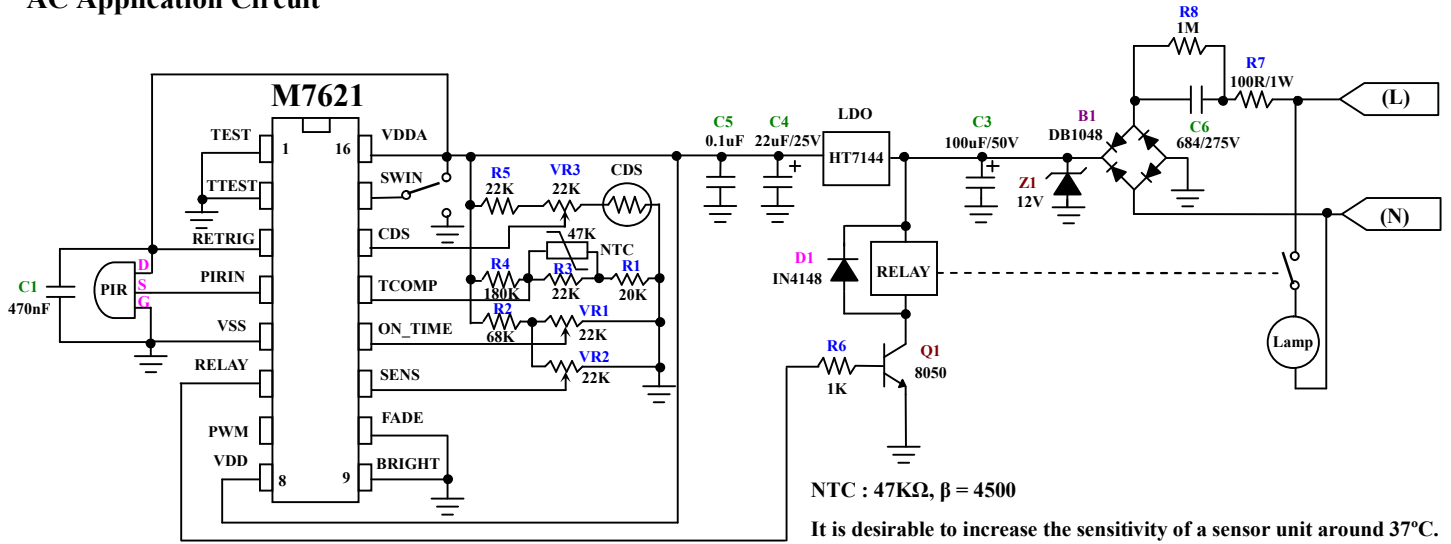 AC Application Circuit
R8
1M
R7
100R/1W
(L)
M7621
C5
0.1uF
C4
22uF/25V
LDO
HT7144
C3
100uF/50V
B1
DB1048
C6
684/275V
TEST
1
16
VDDA
TTEST
SWIN
R5
22K
VR3
22K
CDS
Z1
12V
(N)
RETRIG
CDS
47K
NTC
D
PIR
S
G
PIRIN
TCOMP
R4
180K
R3
22K
R1
20K
D1
IN4148
RELAY
C1
470nF
VSS
ON_TIME
R2
68K
VR1
22K
Lamp
RELAY
SENS
VR2
22K
R6
1K
Q1
8050
PWM
FADE
VDD
8
9
BRIGHT
NTC : 47KΩ, β = 4500
It is desirable to increase the sensitivity of a sensor unit around 37ºC.